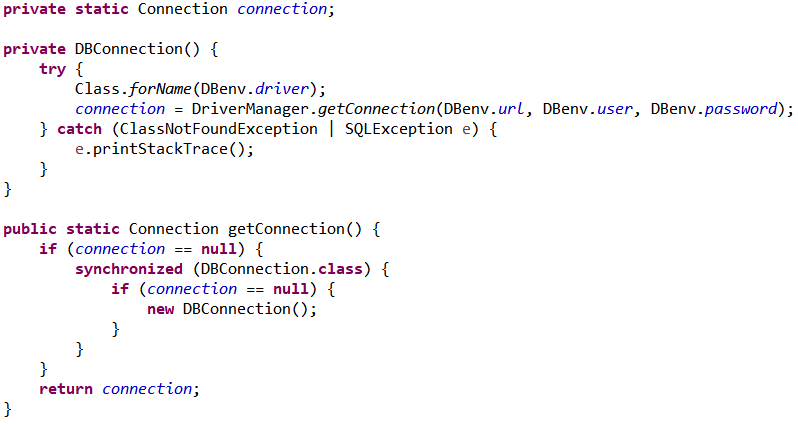 private static Connection connection;
private DBConnection() {
try {
Class.forName(DBenv.driver);
connection = DriverManager.getConnection(DBenv.url, DBenv.user, DBenv.password);
} catch (ClassNotFoundException | SQLException e) {
e.printStackTrace();
}
}
public static Connection getConnection() {
if (connection == null) {
synchronized (DBConnection.class) {
if (connection == null) {
new DBConnection();
}
}
}
return connection;
}